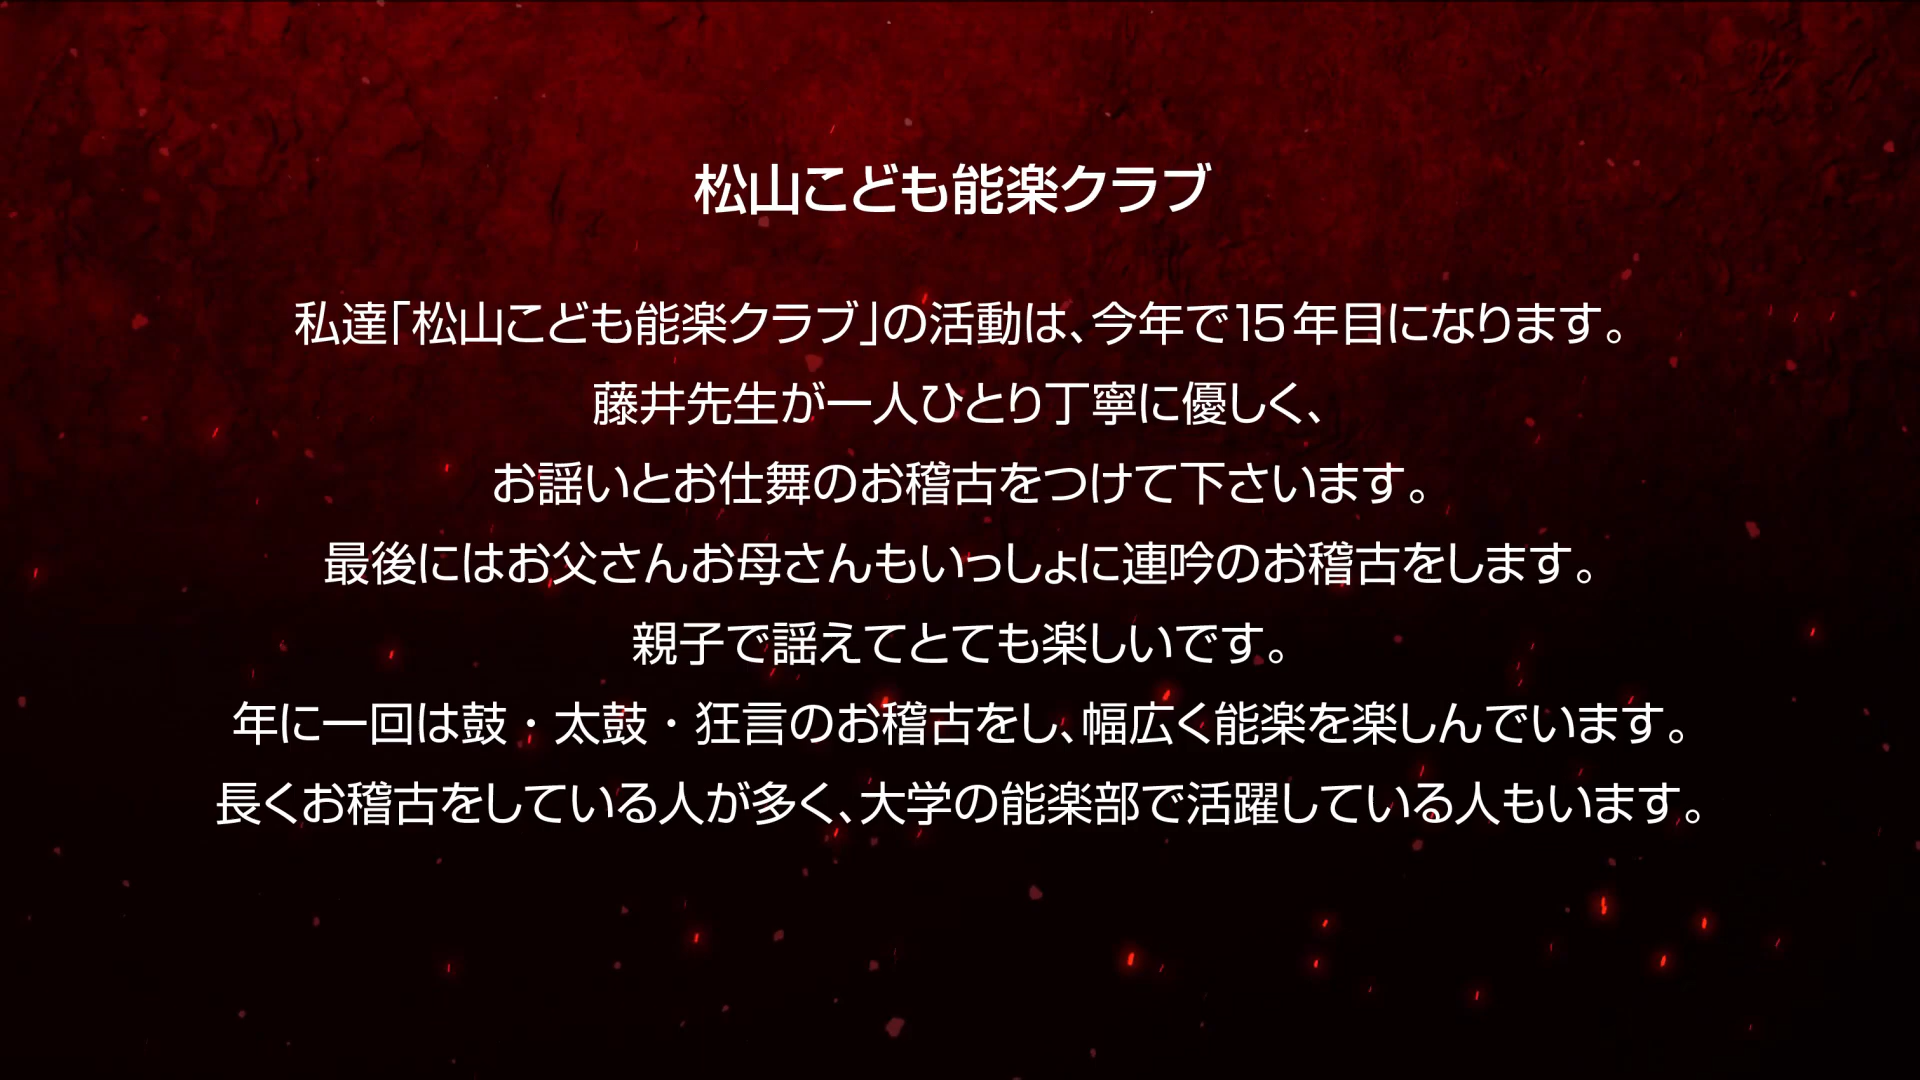 松山こども能楽クラブ
私達「松山こども能楽クラブ」の活動は、今年で15年目になります。
藤井先生が一人ひとり丁寧に優しく、
お謡いとお仕舞のお稽古をつけて下さいます。
最後にはお父さんお母さんもいっしょに連吟のお稽古をします。
親子で謡えてとても楽しいです。
年に一回は鼓・太鼓・狂言のお稽古をし、幅広く能楽を楽しんでいます。
長くお稽古をしている人が多く、大学の能楽部で活躍している人もいます。